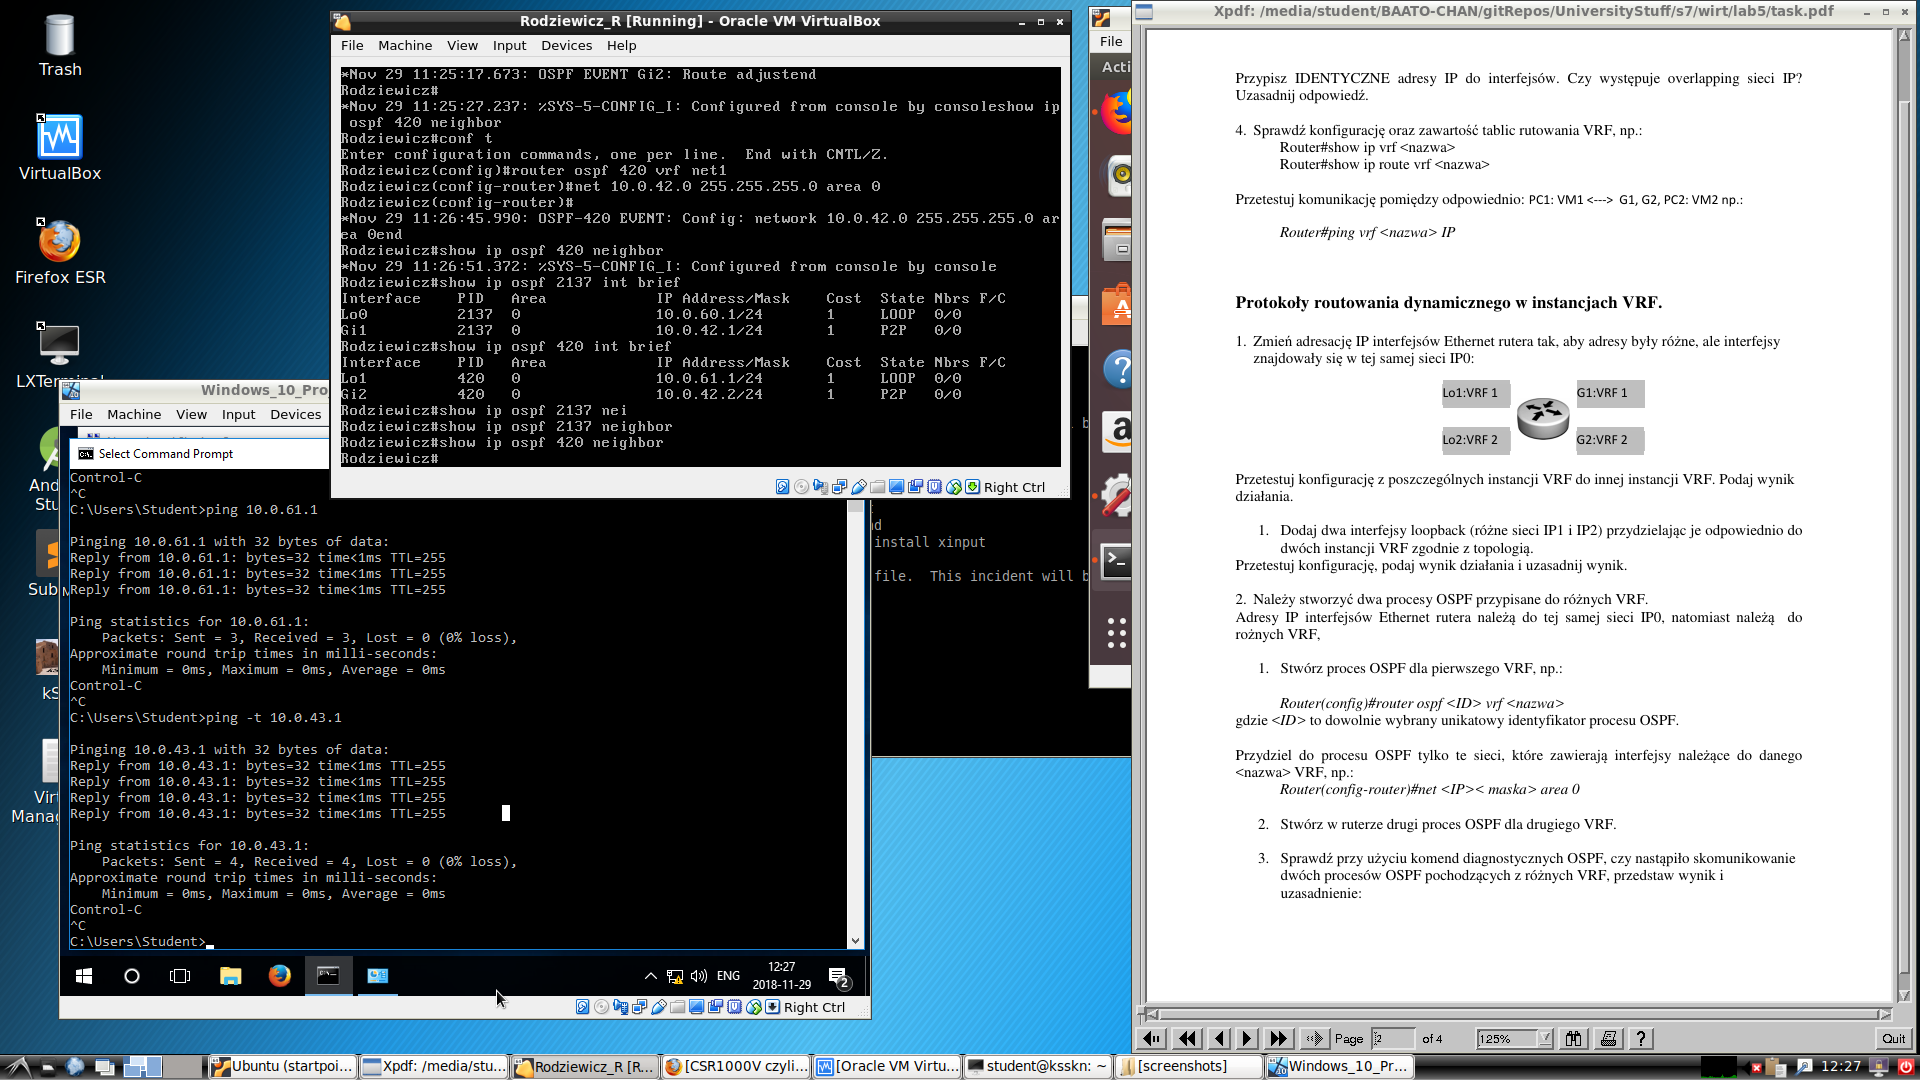 Trash
VirtualBox
Firefox ESR
LXTerminal
Rodziewicz_R [Running] - Oracle VM VirtualBox
File Machine View Input Devices Help
*Nov 29 11:25:17.673: OSPF EVENT Gi2: Route adjustend
Rodziewicz#
*Nov 29 11:25:27.237: %SYS-5-CONFIG_I: Configured from console by consoleshow ip
ospf 420 neighbor
Rodziewicz#conf t
Enter configuration commands, one per line.  End with CNTL/Z.
Rodziewicz(config)#router ospf 420 vrf net1
Rodziewicz(config-router)#net 10.0.42.0 255.255.255.0 area 0
Rodziewicz(config-router)#
*Nov 29 11:26:45.990: OSPF-420 EVENT: Config: network 10.0.42.0 255.255.255.0 ar
ea 0end
Rodziewicz#show ip ospf 420 neighbor
*Nov 29 11:26:51.372: %SYS-5-CONFIG_I: Configured from console by console
Rodziewicz#show ip ospf 2137 int brief
Interface    PID   Area            IP Address/Mask    Cost  State Nbrs F/C
Lo0          2137  0               10.0.60.1/24       1     LOOP  0/0
Gi1          2137  0               10.0.42.1/24       1     P2P   0/0
Rodziewicz#show ip ospf 420 int brief
Interface    PID   Area            IP Address/Mask    Cost  State Nbrs F/C
Lo1          420   0               10.0.61.1/24       1     LOOP  0/0
Gi2          420   0               10.0.42.2/24       1     P2P   0/0
Rodziewicz#show ip ospf 2137 nei
Rodziewicz#show ip ospf 2137 neighbor
Rodziewicz#show ip ospf 420 neighbor
Rodziewicz#
Right Ctrl
Windows_10_Pro
File Machine View Input Devices
Select Command Prompt
Control-C
^C
C:\Users\Student>ping 10.0.61.1
Pinging 10.0.61.1 with 32 bytes of data:
Reply from 10.0.61.1: bytes=32 time<1ms TTL=255
Reply from 10.0.61.1: bytes=32 time<1ms TTL=255
Reply from 10.0.61.1: bytes=32 time<1ms TTL=255
Ping statistics for 10.0.61.1:
Packets: Sent = 3, Received = 3, Lost = 0 (0% loss),
Approximate round trip times in milli-seconds:
Minimum = 0ms, Maximum = 0ms, Average = 0ms
Control-C
^C
C:\Users\Student>ping -t 10.0.43.1
Pinging 10.0.43.1 with 32 bytes of data:
Reply from 10.0.43.1: bytes=32 time<1ms TTL=255
Reply from 10.0.43.1: bytes=32 time<1ms TTL=255
Reply from 10.0.43.1: bytes=32 time<1ms TTL=255
Reply from 10.0.43.1: bytes=32 time<1ms TTL=255
Ping statistics for 10.0.43.1:
Packets: Sent = 4, Received = 4, Lost = 0 (0% loss),
Approximate round trip times in milli-seconds:
Minimum = 0ms, Maximum = 0ms, Average = 0ms
Control-C
^C
C:\Users\Student>
ENG
12:27
2018-11-29
2
Right Ctrl
install xinput
file.  This incident will b
File
Acti
Xpdf: /media/student/BAATO-CHAN/gitRepos/UniversityStuff/s7/wirt/lab5/task.pdf
Przypisz IDENTYCZNE adresy IP do interfejsów. Czy występuje overlapping sieci IP?
Uzasadnij odpowiedź.
4. Sprawdź konfigurację oraz zawartość tablic rutowania VRF, np.:
Router#show ip vrf <nazwa>
Router#show ip route vrf <nazwa>
Przetestuj komunikację pomiędzy odpowiednio: PC1: VM1 <---> G1, G2, PC2: VM2 np.:
Router#ping vrf <nazwa> IP
Protokoły routowania dynamicznego w instancjach VRF.
1. Zmień adresację IP interfejsów Ethernet rutera tak, aby adresy były różne, ale interfejsy
znajdowały się w tej samej sieci IP0:
Lo1:VRF 1 G1:VRF 1
Lo2:VRF 2 G2:VRF 2
Przetestuj konfigurację z poszczególnych instancji VRF do innej instancji VRF. Podaj wynik
działania.
1. Dodaj dwa interfejsy loopback (różne sieci IP1 i IP2) przydzielając je odpowiednio do
dwóch instancji VRF zgodnie z topologią.
Przetestuj konfigurację, podaj wynik działania i uzasadnij wynik.
2. Należy stworzyć dwa procesy OSPF przypisane do różnych VRF.
Adresy IP interfejsów Ethernet rutera należą do tej samej sieci IP0, natomiast należą do
rożnych VRF,
1. Stwórz proces OSPF dla pierwszego VRF, np.:
Router(config)#router ospf <ID> vrf <nazwa>
gdzie <ID> to dowolnie wybrany unikatowy identyfikator procesu OSPF.
Przydziel do procesu OSPF tylko te sieci, które zawierają interfejsy należące do danego
<nazwa> VRF, np.:
Router(config-router)#net <IP>< maska> area 0
2. Stwórz w ruterze drugi proces OSPF dla drugiego VRF.
3. Sprawdź przy użyciu komend diagnostycznych OSPF, czy nastąpiło skomunikowanie
dwóch procesów OSPF pochodzących z różnych VRF, przedstaw wynik i
uzasadnienie:
Page 2 of 4 125% ? Quit
Ubuntu (startpoi... Xpdf: /media/stu... Rodziewicz_R [R... [CSR1000V czyli... [Oracle VM Virtu... student@ksskn: ~ [screenshots] Windows_10_Pr... 12:27